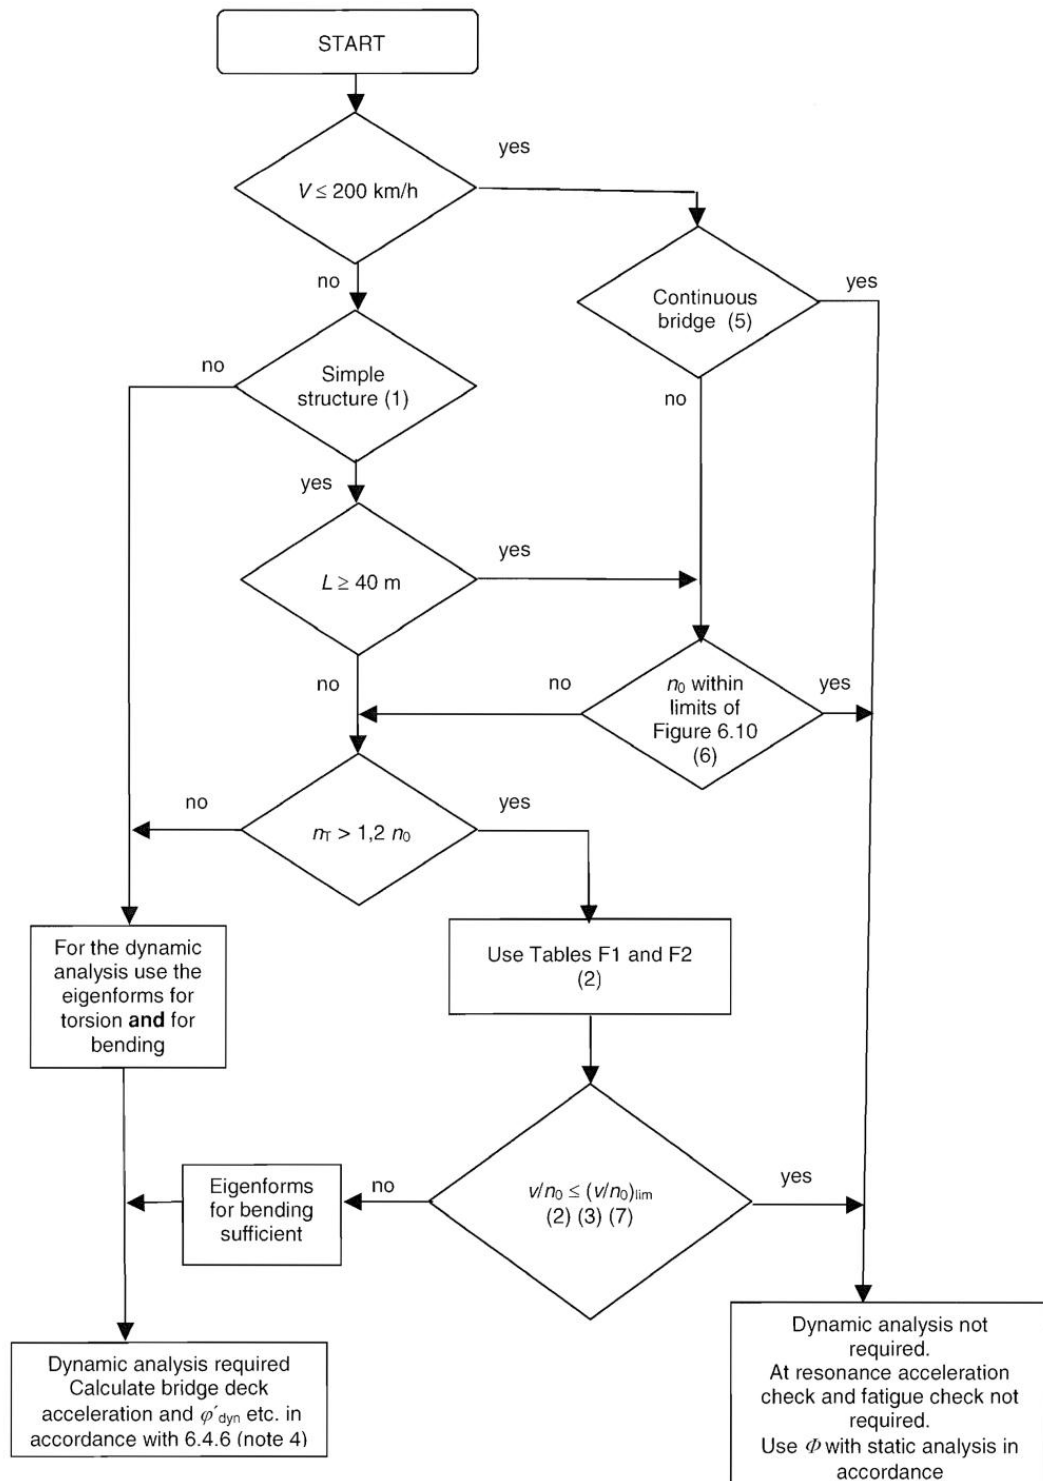 START
yes
V ≤ 200 km/h
no
yes
Continuous
bridge (5)
no
Simple
structure (1)
no
yes
yes
L ≥ 40 m
no
no
n0 within
limits of
Figure 6.10
(6)
yes
no
yes
nT > 1,2 n0
For the dynamic
analysis use the
eigenforms for
torsion and for
bending
Use Tables F1 and F2
(2)
Eigenforms
for bending
sufficient
no
v/n0 ≤ (v/n0)lim
(2) (3) (7)
yes
Dynamic analysis required
Calculate bridge deck
acceleration and φ′dyn etc. in
accordance with 6.4.6 (note 4)
Dynamic analysis not
required.
At resonance acceleration
check and fatigue check not
required.
Use Φ with static analysis in
accordance